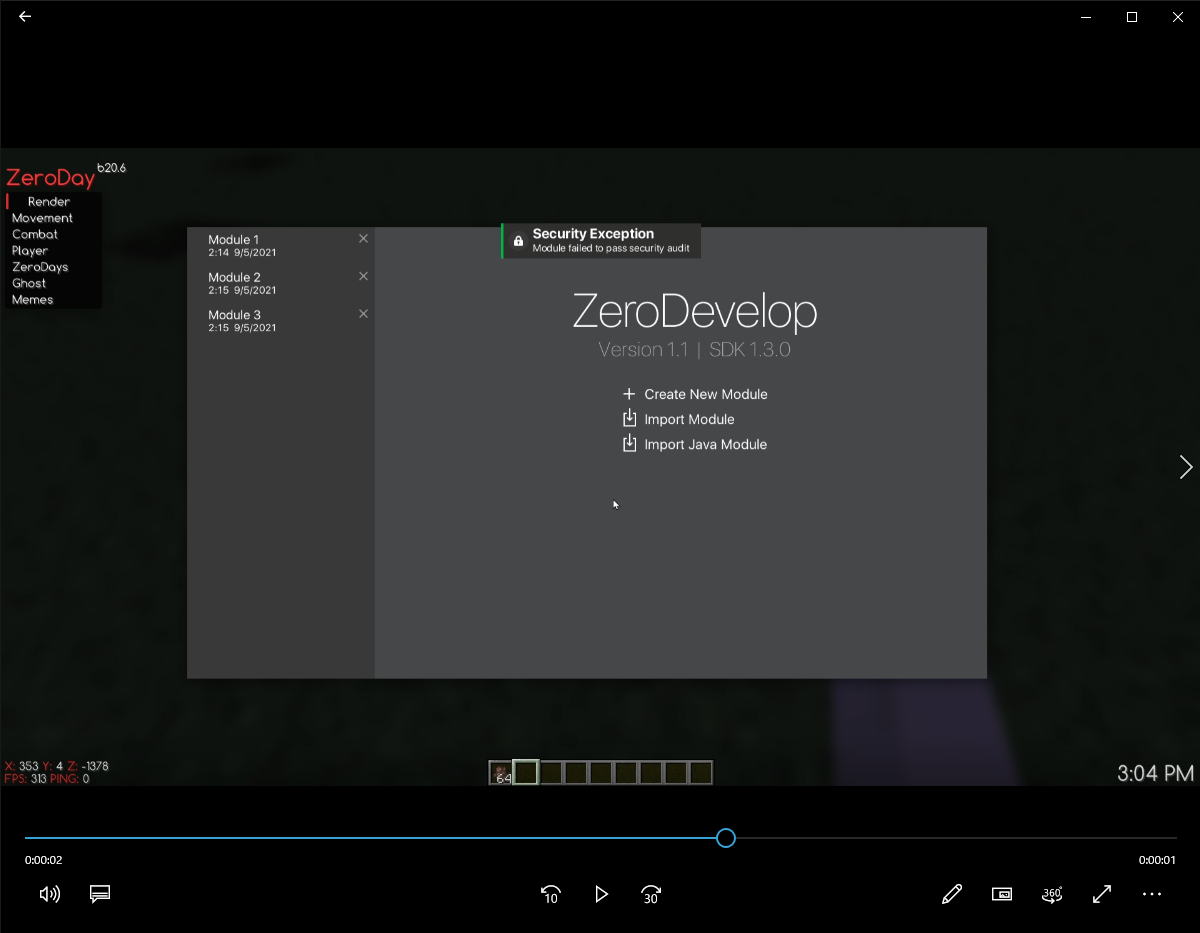 ZeroDay b20.6
Render
Movement
Combat
Player
ZeroDays
Ghost
Memes
Module 1
2:14 9/5/2021
Module 2
2:15 9/5/2021
Module 3
2:15 9/5/2021
Security Exception
Module failed to pass security audit
ZeroDevelop
Version 1.1 | SDK 1.3.0
Create New Module
Import Module
Import Java Module
X: 353 Y: 4 Z: -1378
FPS: 313 PING: 0
64
3:04 PM
0:00:02
0:00:01
10
30
360°